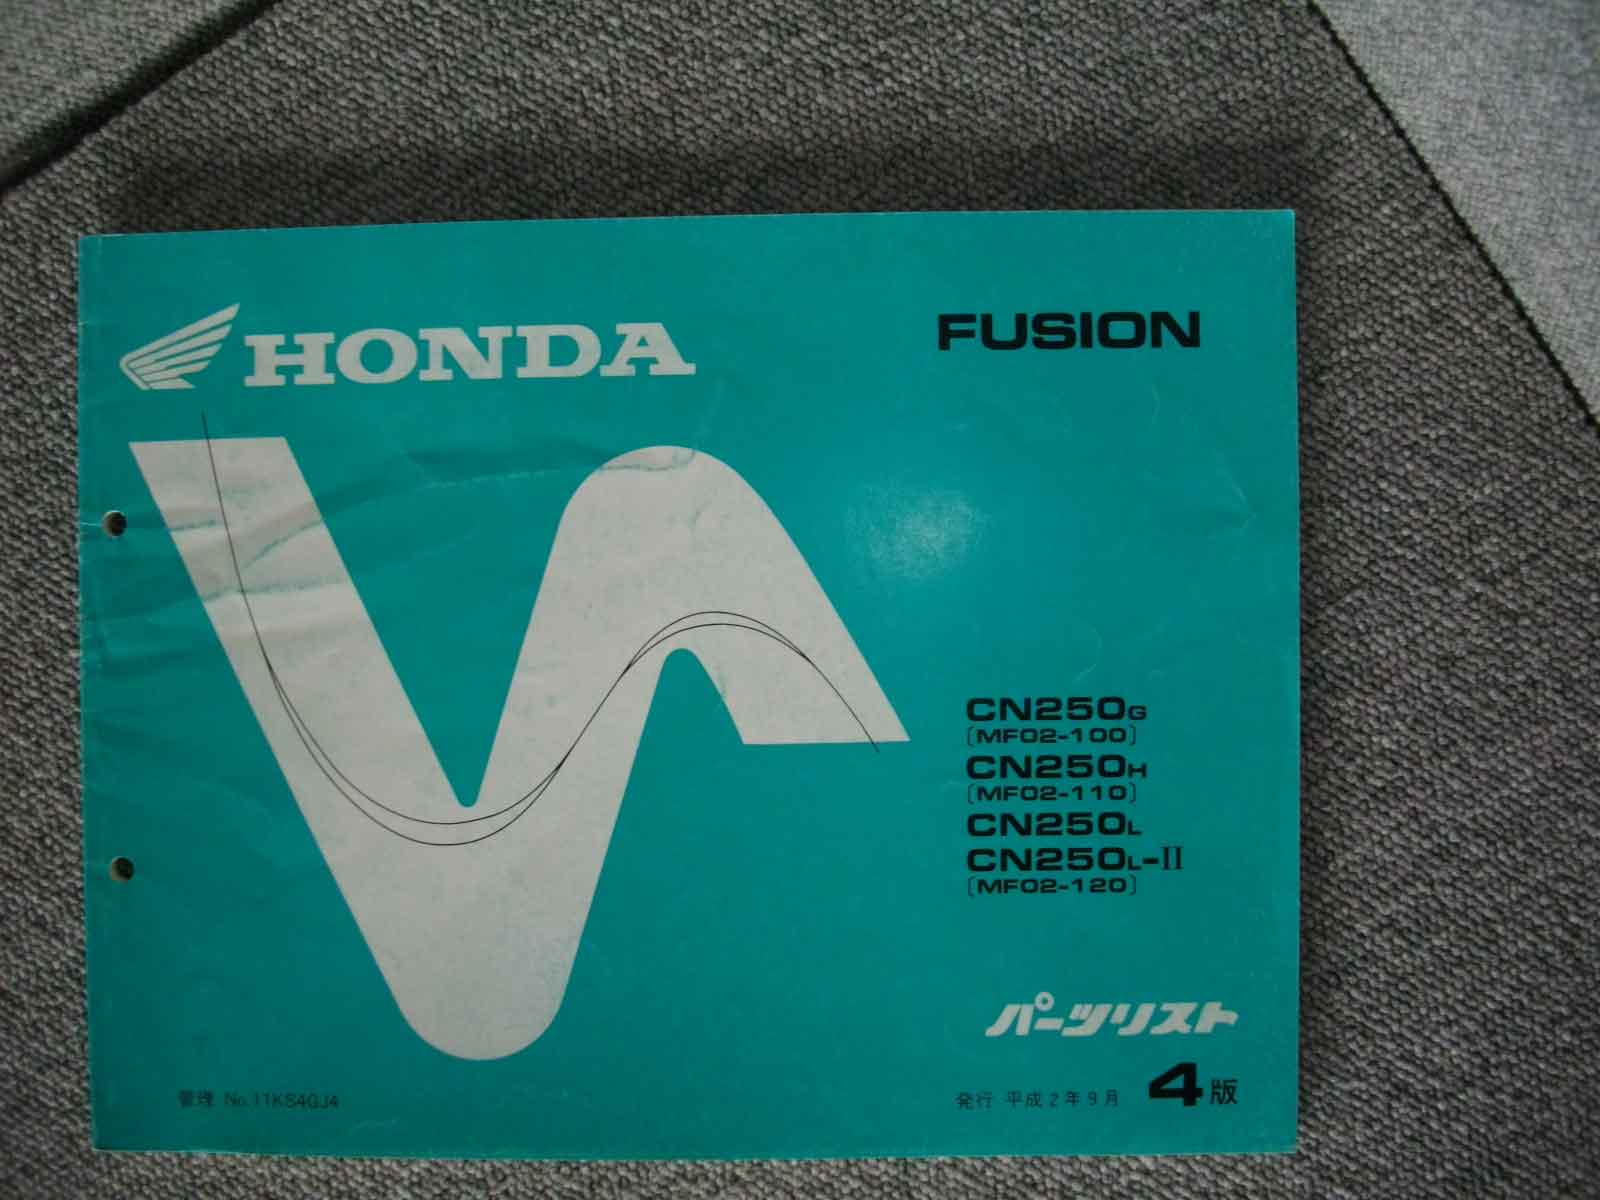 HONDA
FUSION
CN250G
[MF02-100]
CN250H
[MF02-110]
CN250L
CN250L-II
[MF02-120]
パーツリスト
管理 No.11KS4GJ4
発行 平成2年9月 4版